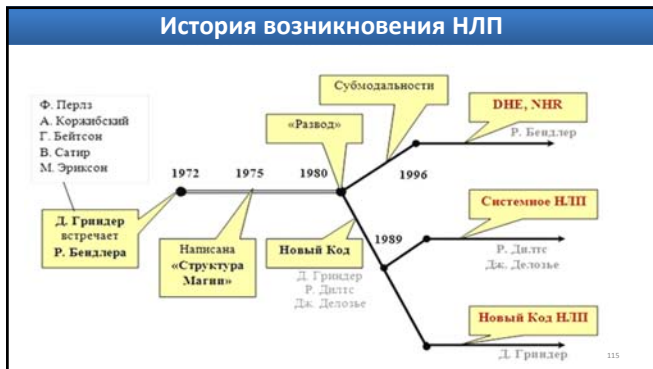 История возникновения НЛП
Ф. Перлз
А. Коржибский
Г. Бейтсон
В. Сатир
М. Эриксон
Субмодальности
«Развод»
DHE, NHR
Р. Бендлер
1972
1975
1980
1996
Д. Гриндер
встречает
Р. Бендлера
Написана
«Структура
Магии»
Новый Код
Д. Гриндер
Р. Дилтс
Дж. Делозье
1989
Системное НЛП
Р. Дилтс
Дж. Делозье
Новый Код НЛП
Д. Гриндер
115